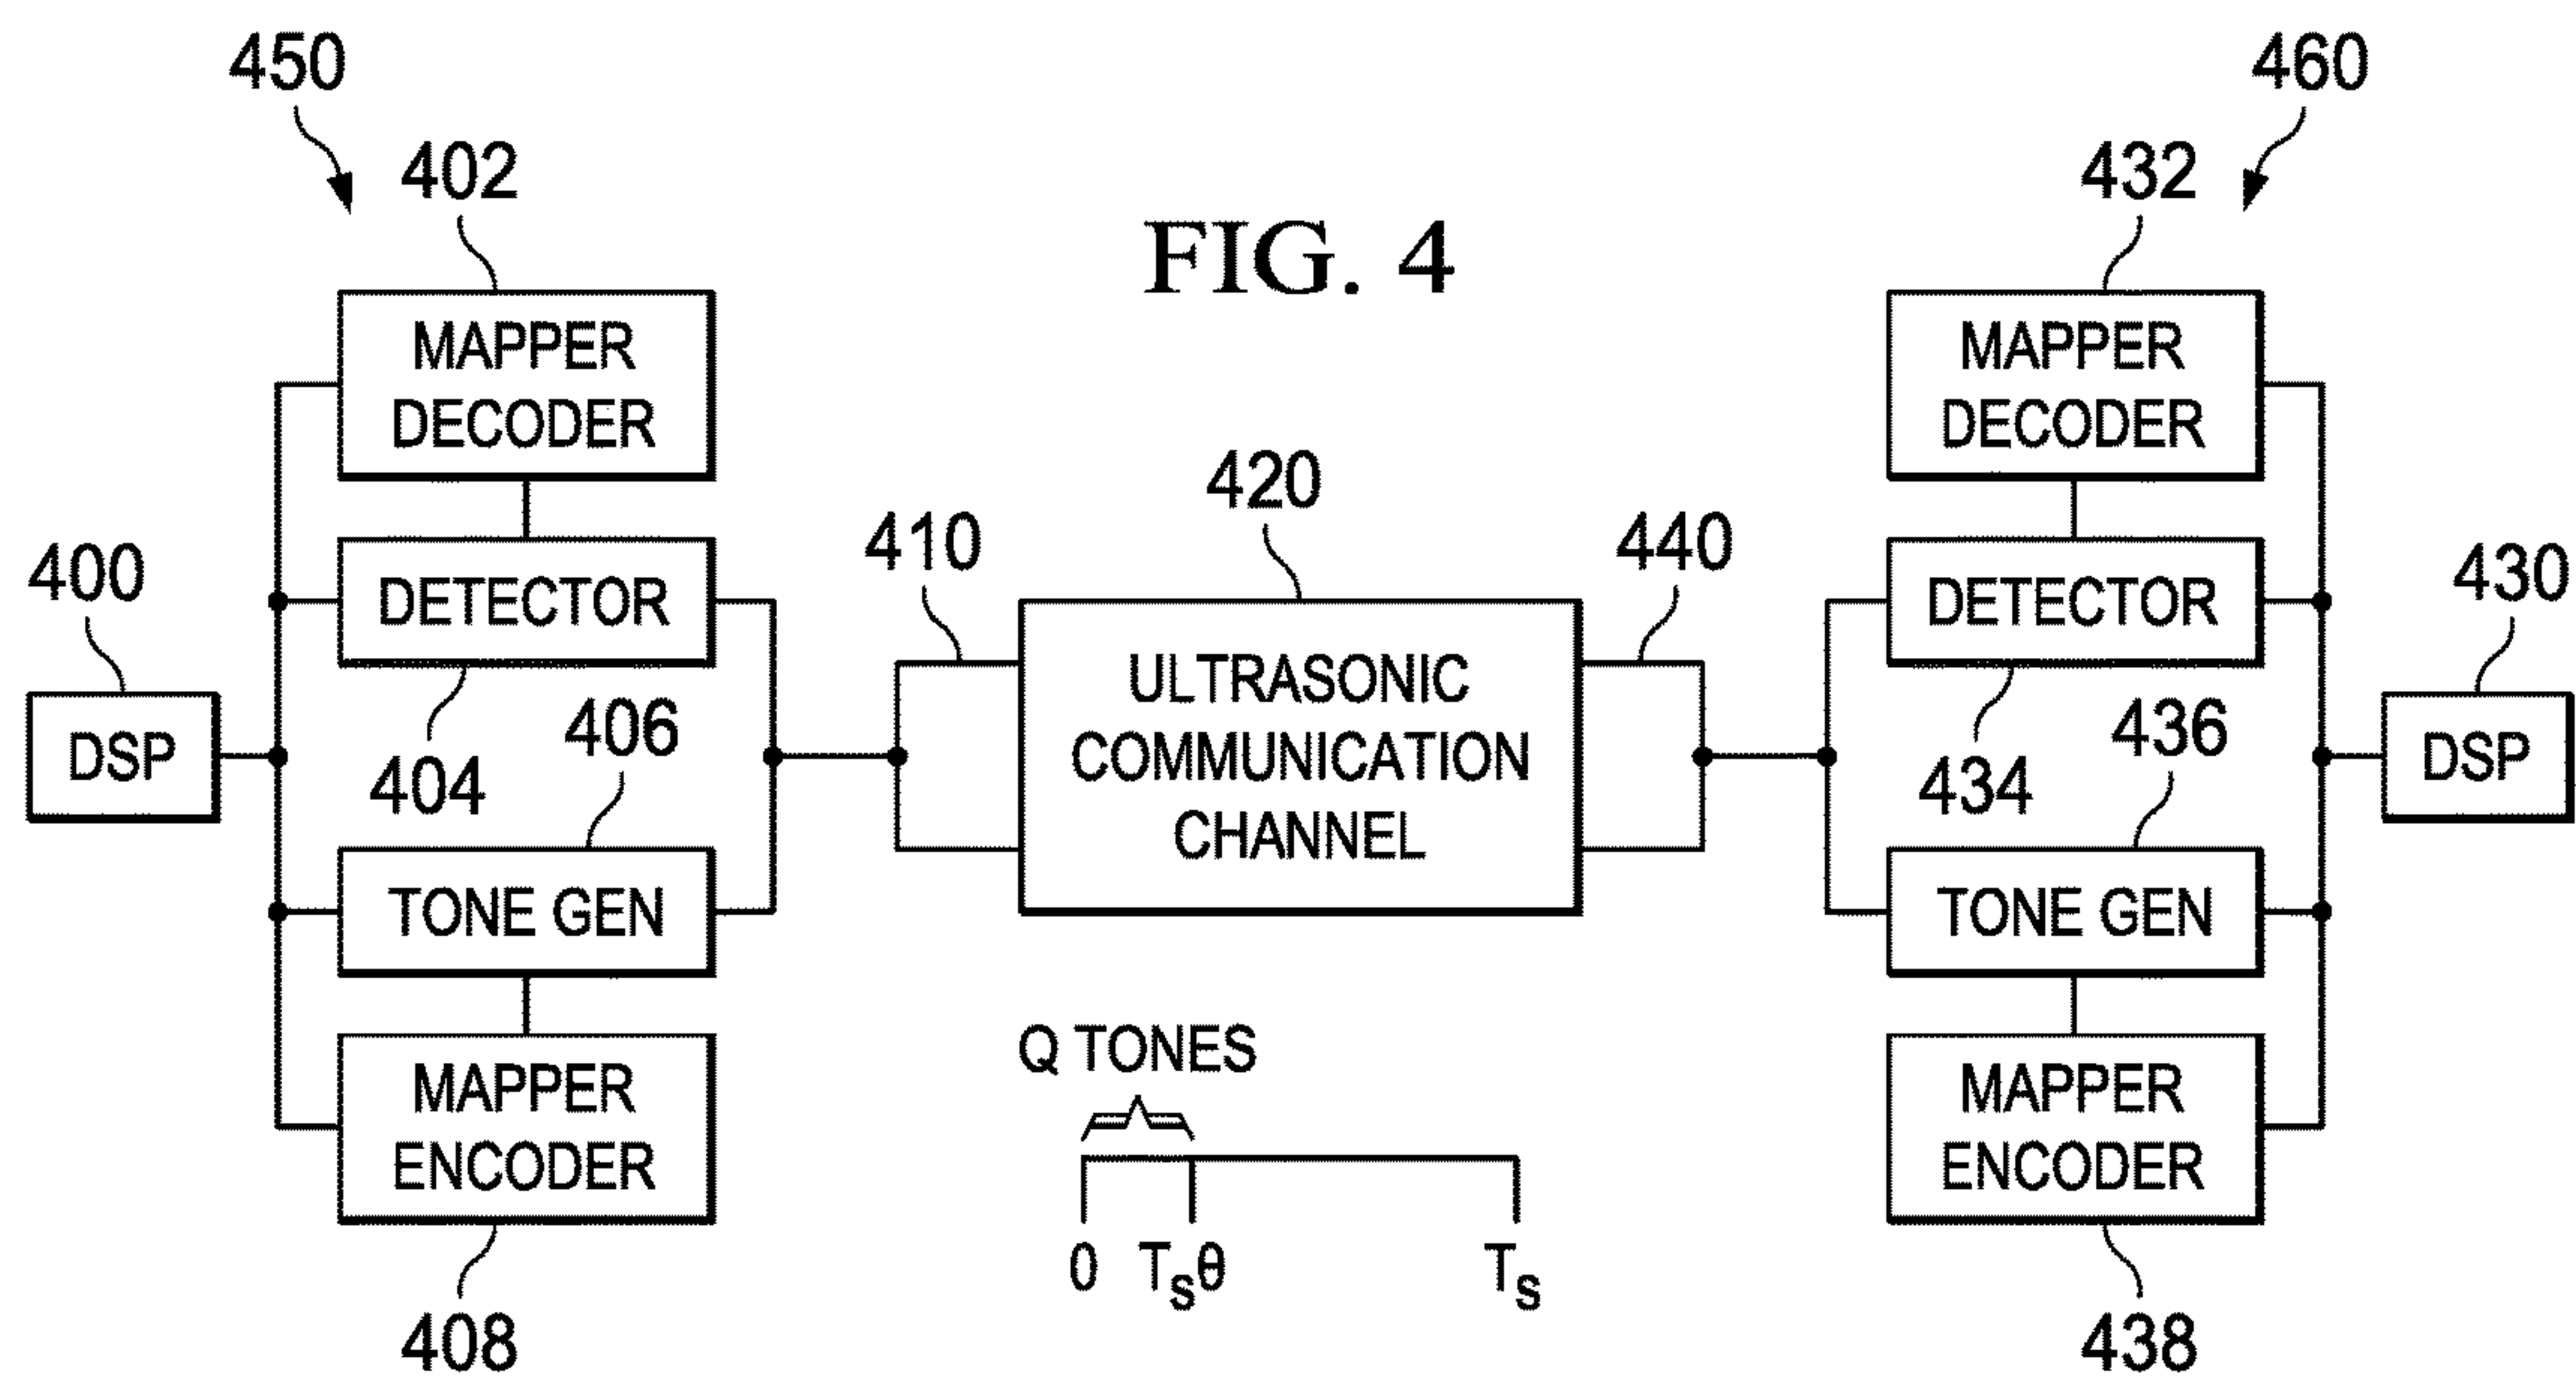 450
460
402
432
FIG. 4
MAPPER
DECODER
MAPPER
DECODER
420
410
440
400
DETECTOR
DETECTOR
430
ULTRASONIC
COMMUNICATION
CHANNEL
406
436
DSP
404
434
DSP
TONE GEN
TONE GEN
Q TONES
MAPPER
ENCODER
MAPPER
ENCODER
0 Tsθ Ts
408
438